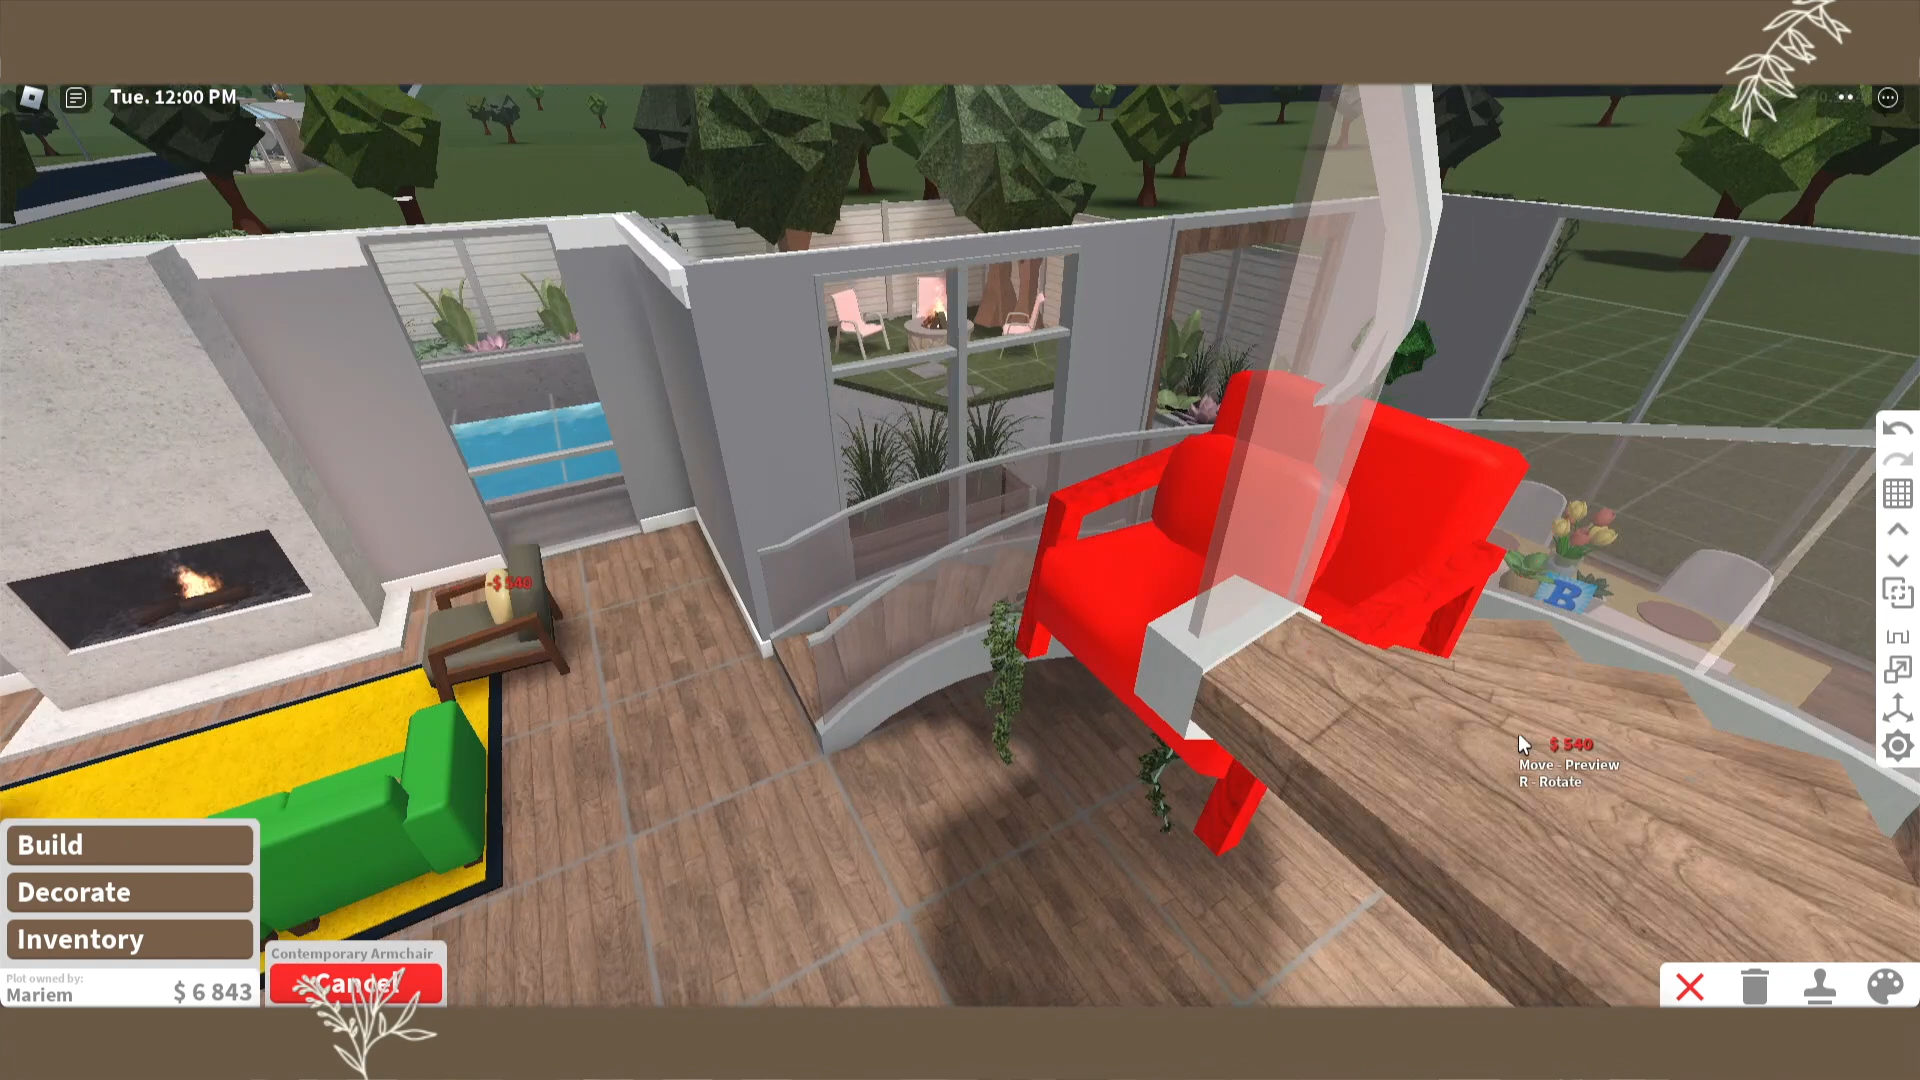 Tue. 12:00 PM
-$ 540
B
$ 540
Move - Preview
R - Rotate
Build
Decorate
Inventory
Plot owned by:
Mariem
$ 6 843
Contemporary Armchair
Cancel